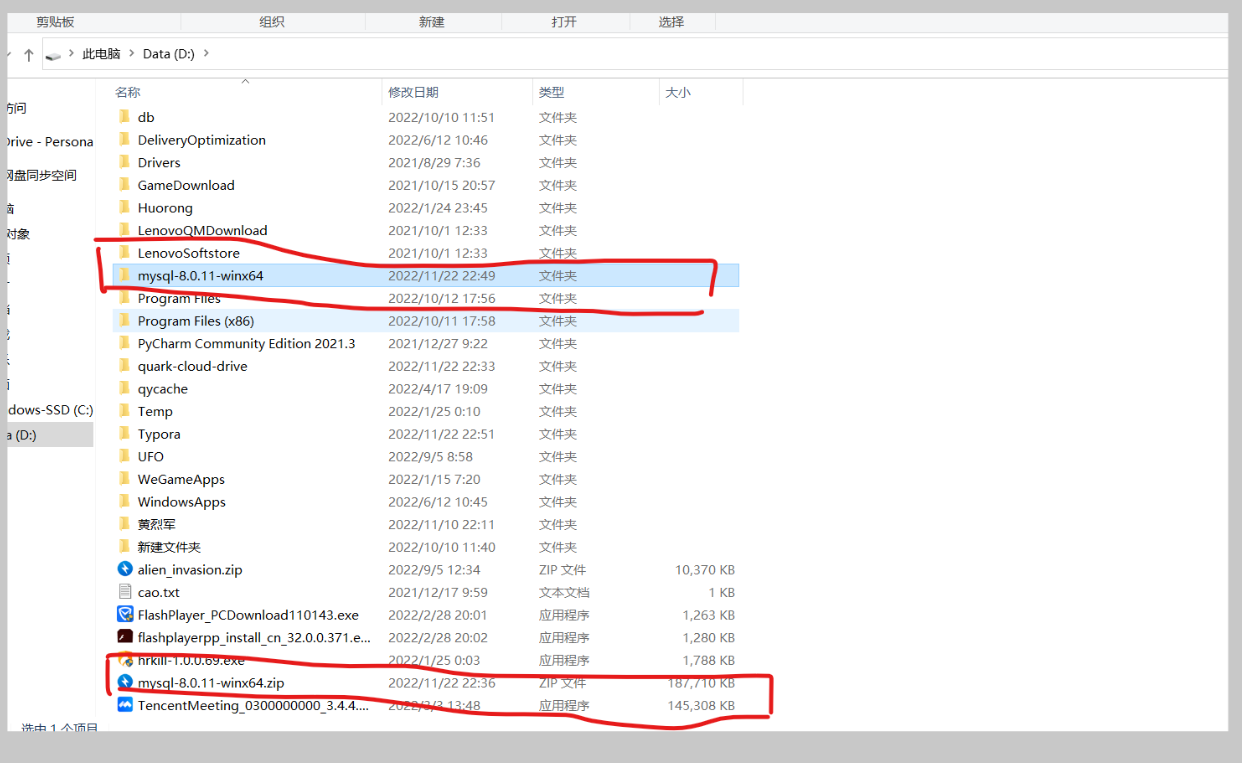 剪贴板 组织 新建 打开 选择
此电脑 Data (D:)
名称 修改日期 类型 大小
访问
Drive - Persona
网盘同步空间
脑
对象
ndows-SSD (C:)
a (D:)
db 2022/10/10 11:51 文件夹
DeliveryOptimization 2022/6/12 10:46 文件夹
Drivers 2021/8/29 7:36 文件夹
GameDownload 2021/10/15 20:57 文件夹
Huorong 2022/1/24 23:45 文件夹
LenovoQMDownload 2021/10/1 12:33 文件夹
LenovoSoftstore 2021/10/1 12:33 文件夹
mysql-8.0.11-winx64 2022/11/22 22:49 文件夹
Program Files 2022/10/12 17:56 文件夹
Program Files (x86) 2022/10/11 17:58 文件夹
PyCharm Community Edition 2021.3 2021/12/27 9:22 文件夹
quark-cloud-drive 2022/11/22 22:33 文件夹
qycache 2022/4/17 19:09 文件夹
Temp 2022/1/25 0:10 文件夹
Typora 2022/11/22 22:51 文件夹
UFO 2022/9/5 8:58 文件夹
WeGameApps 2022/1/15 7:20 文件夹
WindowsApps 2022/6/12 10:45 文件夹
黄烈军 2022/11/10 22:11 文件夹
新建文件夹 2022/10/10 11:40 文件夹
alien_invasion.zip 2022/9/5 12:34 ZIP 文件 10,370 KB
cao.txt 2021/12/17 9:59 文本文档 1 KB
FlashPlayer_PCDownload110143.exe 2022/2/28 20:01 应用程序 1,263 KB
flashplayerpp_install_cn_32.0.0.371.e... 2022/2/28 20:02 应用程序 1,280 KB
hrkill-1.0.0.69.exe 2022/1/25 0:03 应用程序 1,788 KB
mysql-8.0.11-winx64.zip 2022/11/22 22:36 ZIP 文件 187,710 KB
TencentMeeting_0300000000_3.4.4.... 2022/3/3 13:48 应用程序 145,308 KB
选中 1 个项目